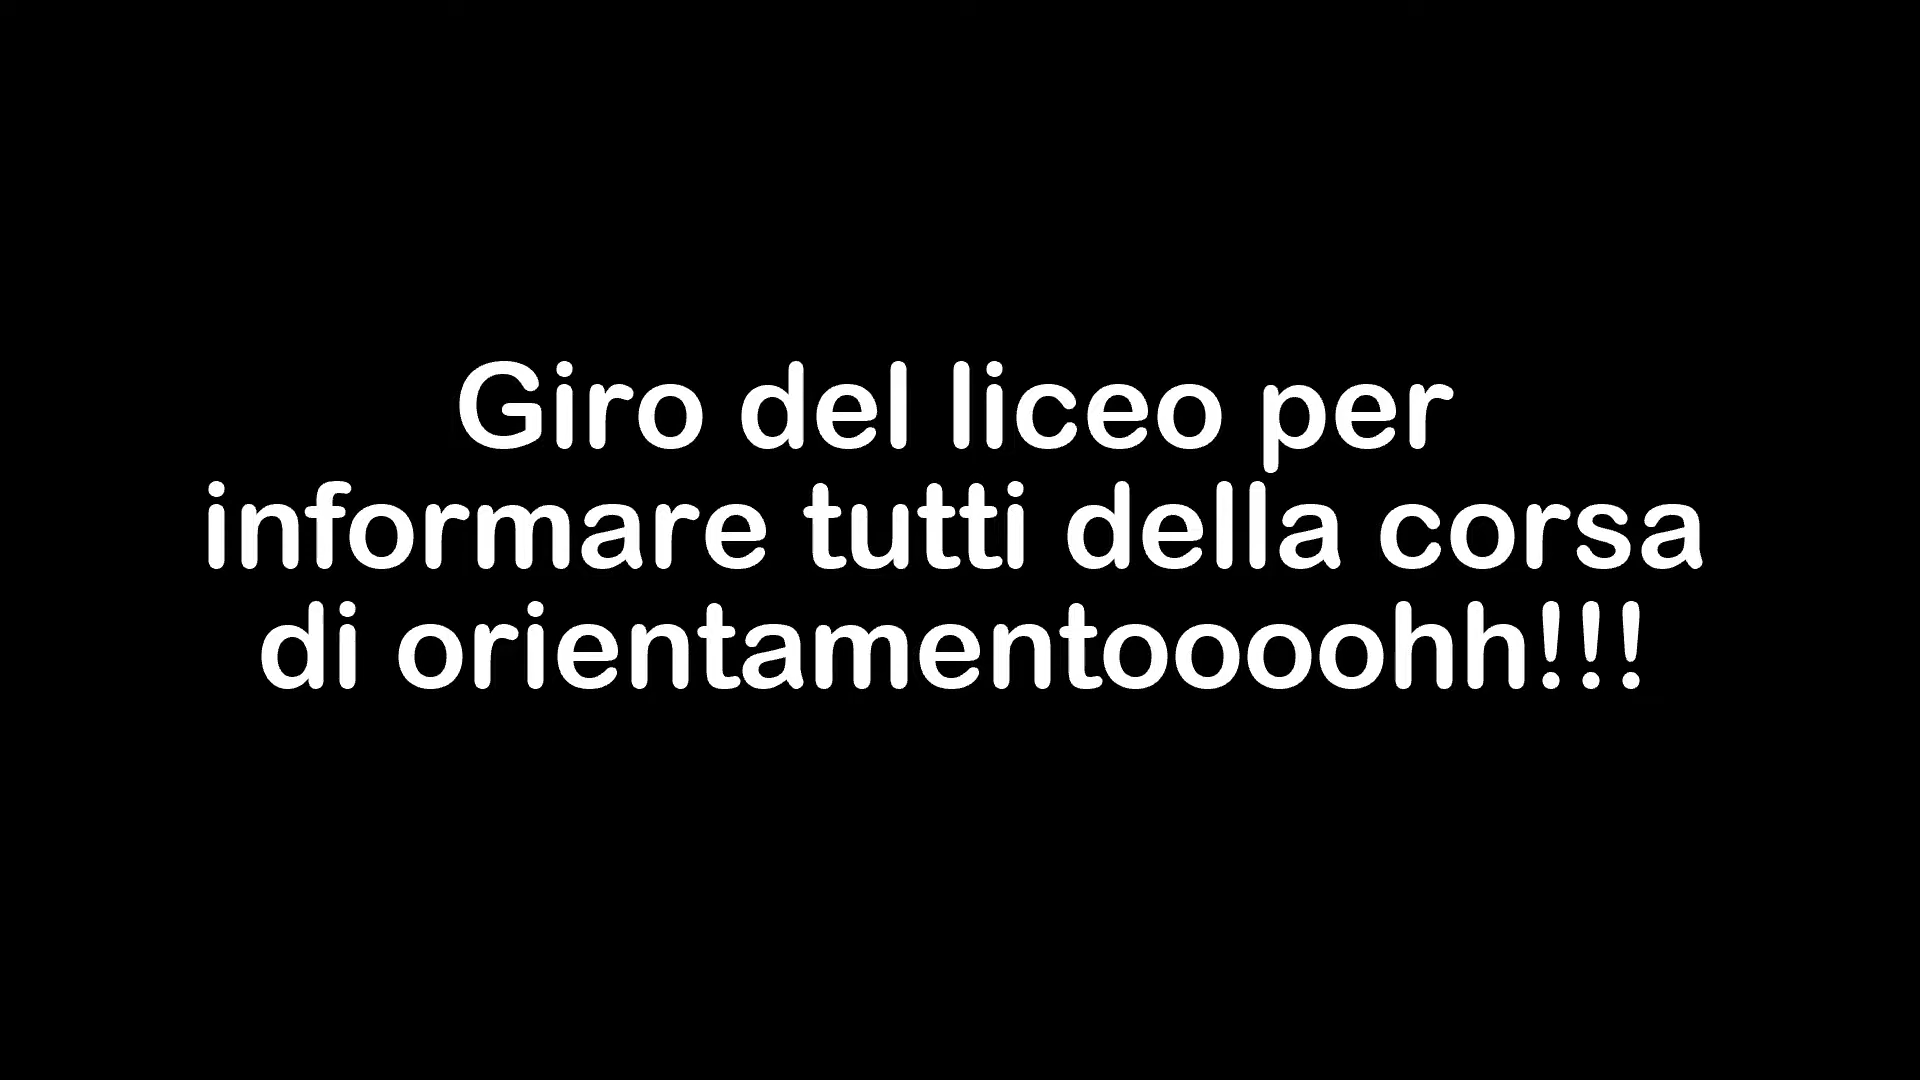 Giro del liceo per
informare tutti della corsa
di orientamentoooohh!!!